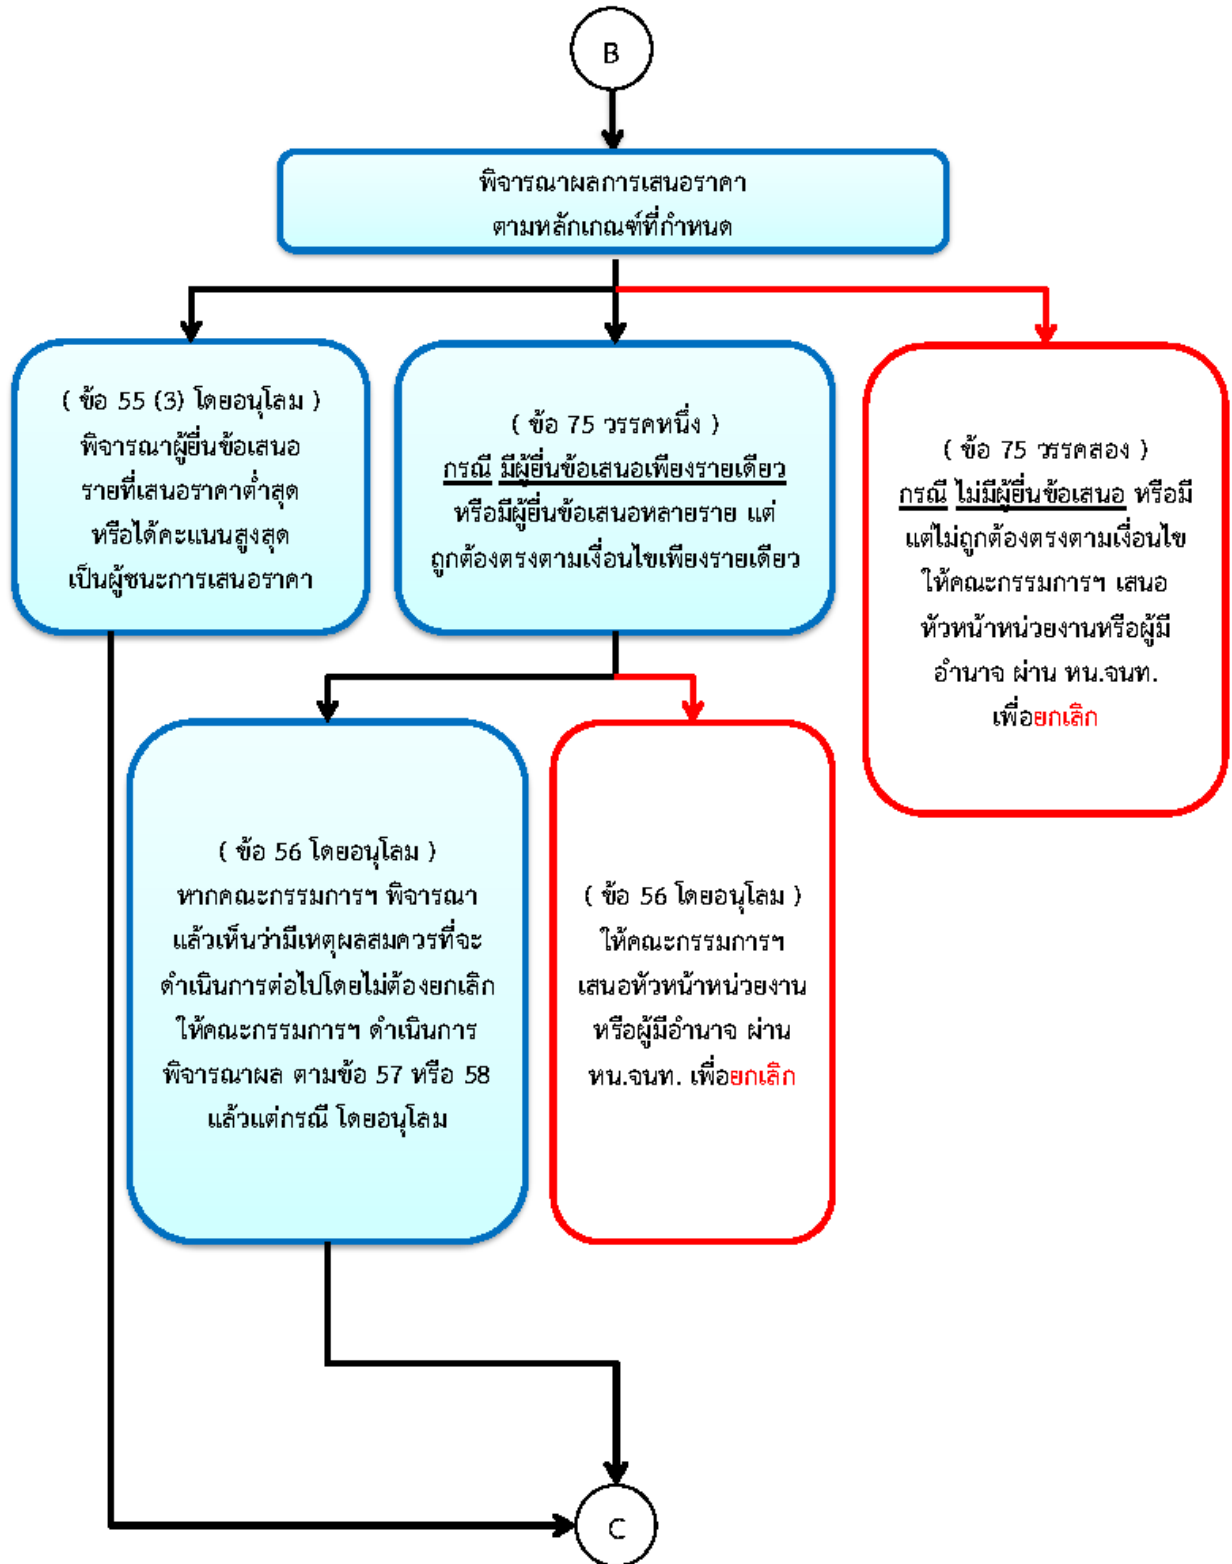 B
พิจารณาผลการเสนอราคา
ตามหลักเกณฑ์ที่กำหนด
( ข้อ 55 (3) โดยอนุโลม )
พิจารณาผู้ยื่นข้อเสนอ
รายที่เสนอราคาต่ำสุด
หรือได้คะแนนสูงสุด
เป็นผู้ชนะการเสนอราคา
( ข้อ 75 วรรคหนึ่ง )
กรณี มีผู้ยื่นข้อเสนอเพียงรายเดียว
หรือมีผู้ยื่นข้อเสนอหลายราย แต่
ถูกต้องตรงตามเงื่อนไขเพียงรายเดียว
( ข้อ 75 วรรคสอง )
กรณี ไม่มีผู้ยื่นข้อเสนอ หรือมี
แต่ไม่ถูกต้องตรงตามเงื่อนไข
ให้คณะกรรมการฯ เสนอ
หัวหน้าหน่วยงานหรือผู้มี
อำนาจ ผ่าน หน.จนท.
เพื่อยกเลิก
( ข้อ 56 โดยอนุโลม )
หากคณะกรรมการฯ พิจารณา
แล้วเห็นว่ามีเหตุผลสมควรที่จะ
ดำเนินการต่อไปโดยไม่ต้องยกเลิก
ให้คณะกรรมการฯ ดำเนินการ
พิจารณาผล ตามข้อ 57 หรือ 58
แล้วแต่กรณี โดยอนุโลม
( ข้อ 56 โดยอนุโลม )
ให้คณะกรรมการฯ
เสนอหัวหน้าหน่วยงาน
หรือผู้มีอำนาจ ผ่าน
หน.จนท. เพื่อยกเลิก
C